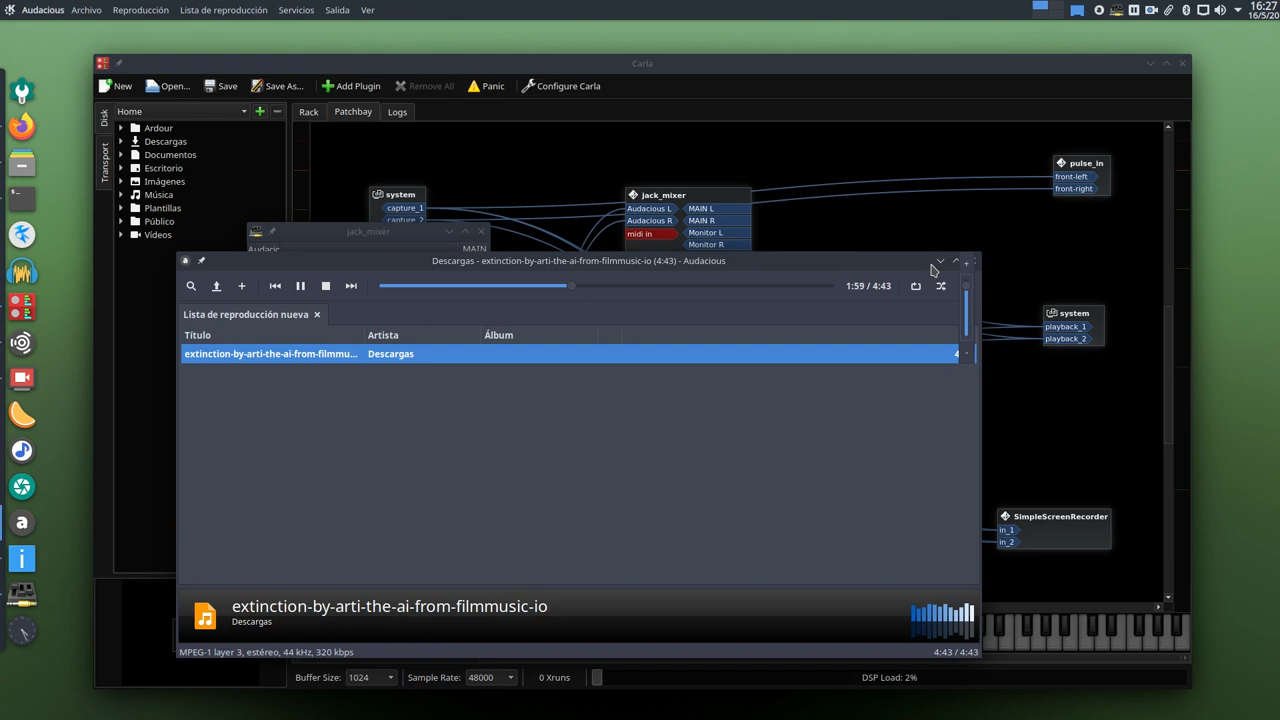 Audacious Archivo Reproducción Lista de reproducción Servicios Salida Ver
16:27
16/5/20
Carla
New Open... Save Save As... Add Plugin Remove All Panic Configure Carla
Disk
Transport
Home
Rack Patchbay Logs
Ardour
Descargas
Documentos
Escritorio
Imágenes
Música
Plantillas
Público
Vídeos
system
capture_1
capture_2
jack_mixer
Audacious L MAIN L
Audacious R MAIN R
midi in Monitor L
Monitor R
pulse_in
front-left
front-right
jack_mixer
MAIN
system
playback_1
playback_2
SimpleScreenRecorder
in_1
in_2
Descargas - extinction-by-arti-the-ai-from-filmmusic-io (4:43) - Audacious
1:59 / 4:43
Lista de reproducción nueva
Título Artista Álbum
extinction-by-arti-the-ai-from-filmmu... Descargas 4
extinction-by-arti-the-ai-from-filmmusic-io
Descargas
MPEG-1 layer 3, estéreo, 44 kHz, 320 kbps 4:43 / 4:43
Buffer Size: 1024 Sample Rate: 48000 0 Xruns DSP Load: 2%